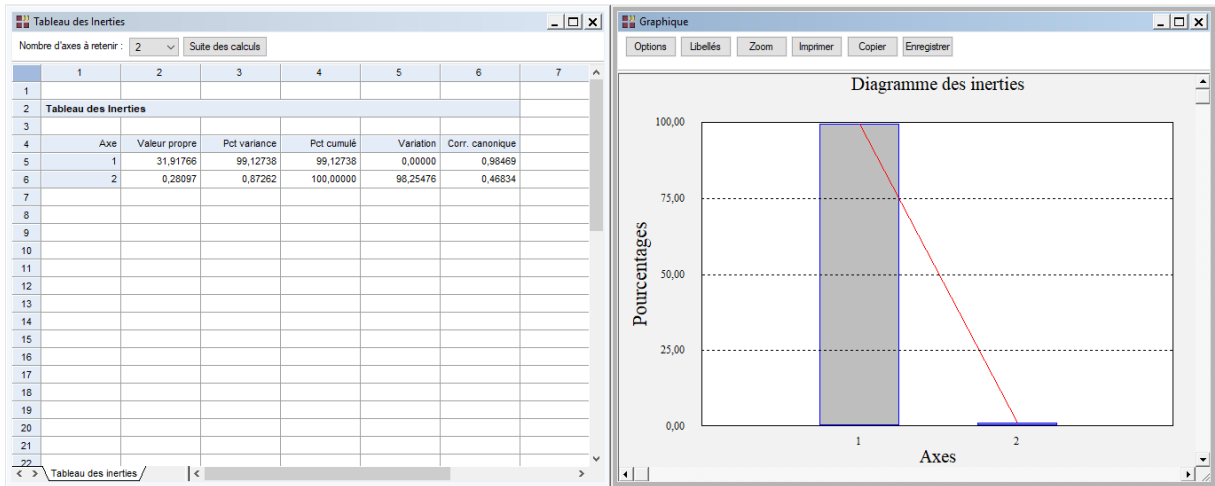 Tableau des Inerties
Nombre d'axes à retenir : 2 Suite des calculs
1 2 3 4 5 6 7
1
2 Tableau des Inerties
3
4 Axe Valeur propre Pct variance Pct cumulé Variation Corr. canonique
5 1 31,91766 99,12738 99,12738 0,00000 0,98469
6 2 0,28097 0,87262 100,00000 98,25476 0,46834
7
8
9
10
11
12
13
14
15
16
17
18
19
20
21
22
Tableau des inerties
Graphique
Options Libellés Zoom Imprimer Copier Enregistrer
Diagramme des inerties
100,00
75,00
50,00
25,00
0,00
Pourcentages
1 2
Axes